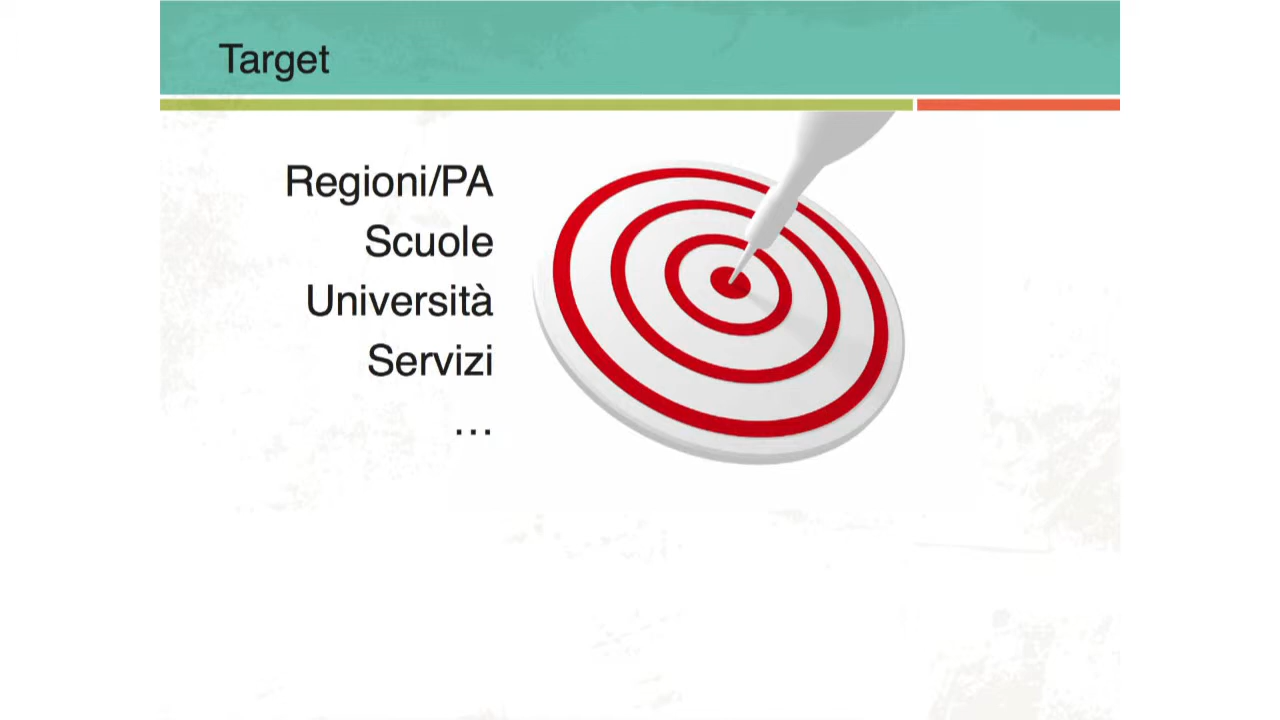 Target
Regioni/PA
Scuole
Università
Servizi
…